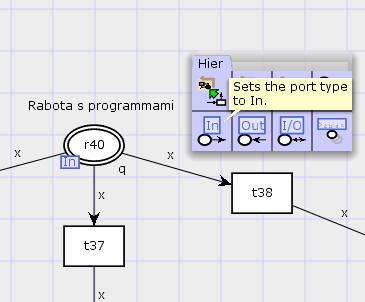 Hier
Sets the port type
to In.
Rabota s programmami
In
Out
I/O
r40
In
x
x
q
x
t38
x
t37
x